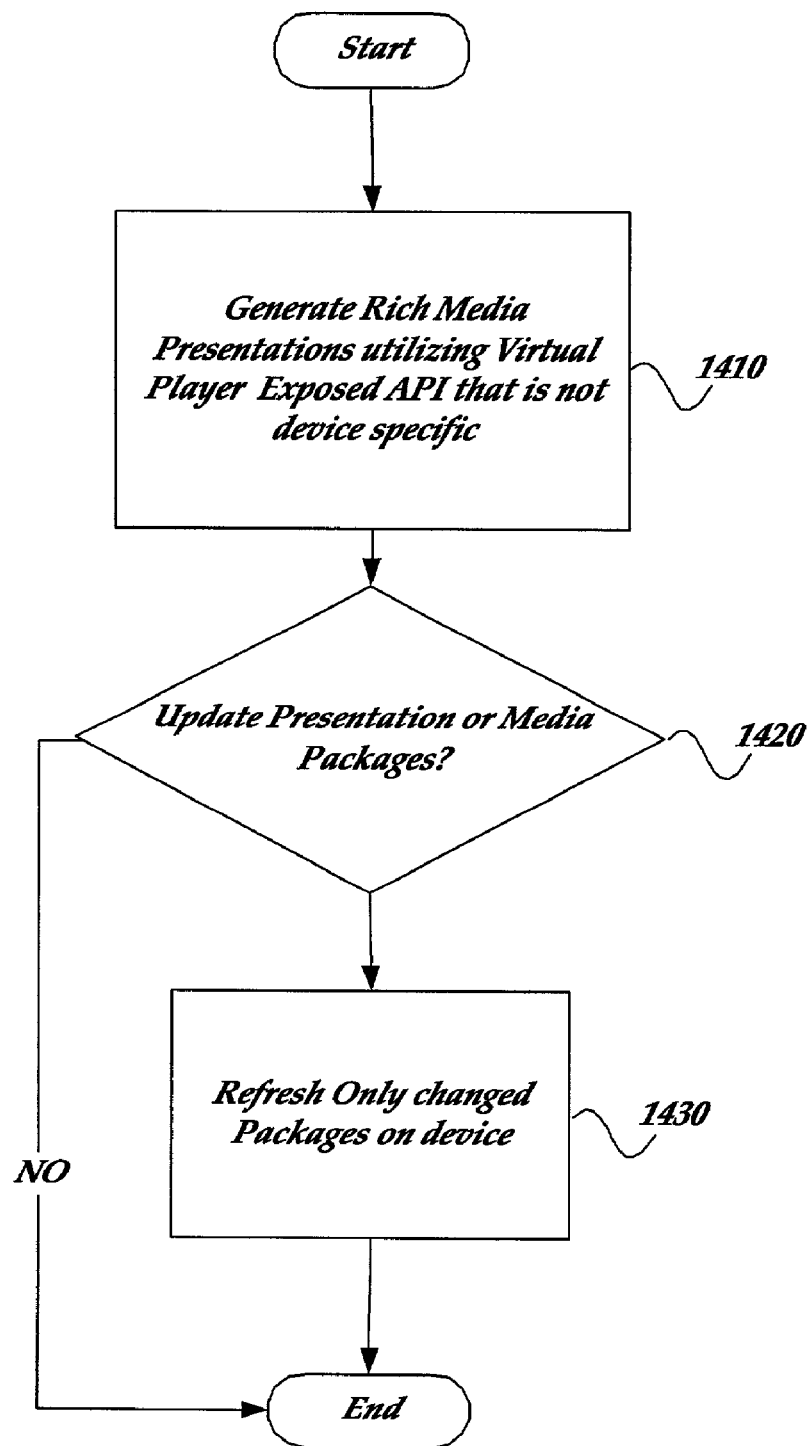 Start
Generate Rich Media
Presentations utilizing Virtual
Player Exposed API that is not
device specific
1410
Update Presentation or Media
Packages?
1420
Refresh Only changed
Packages on device
1430
NO
End